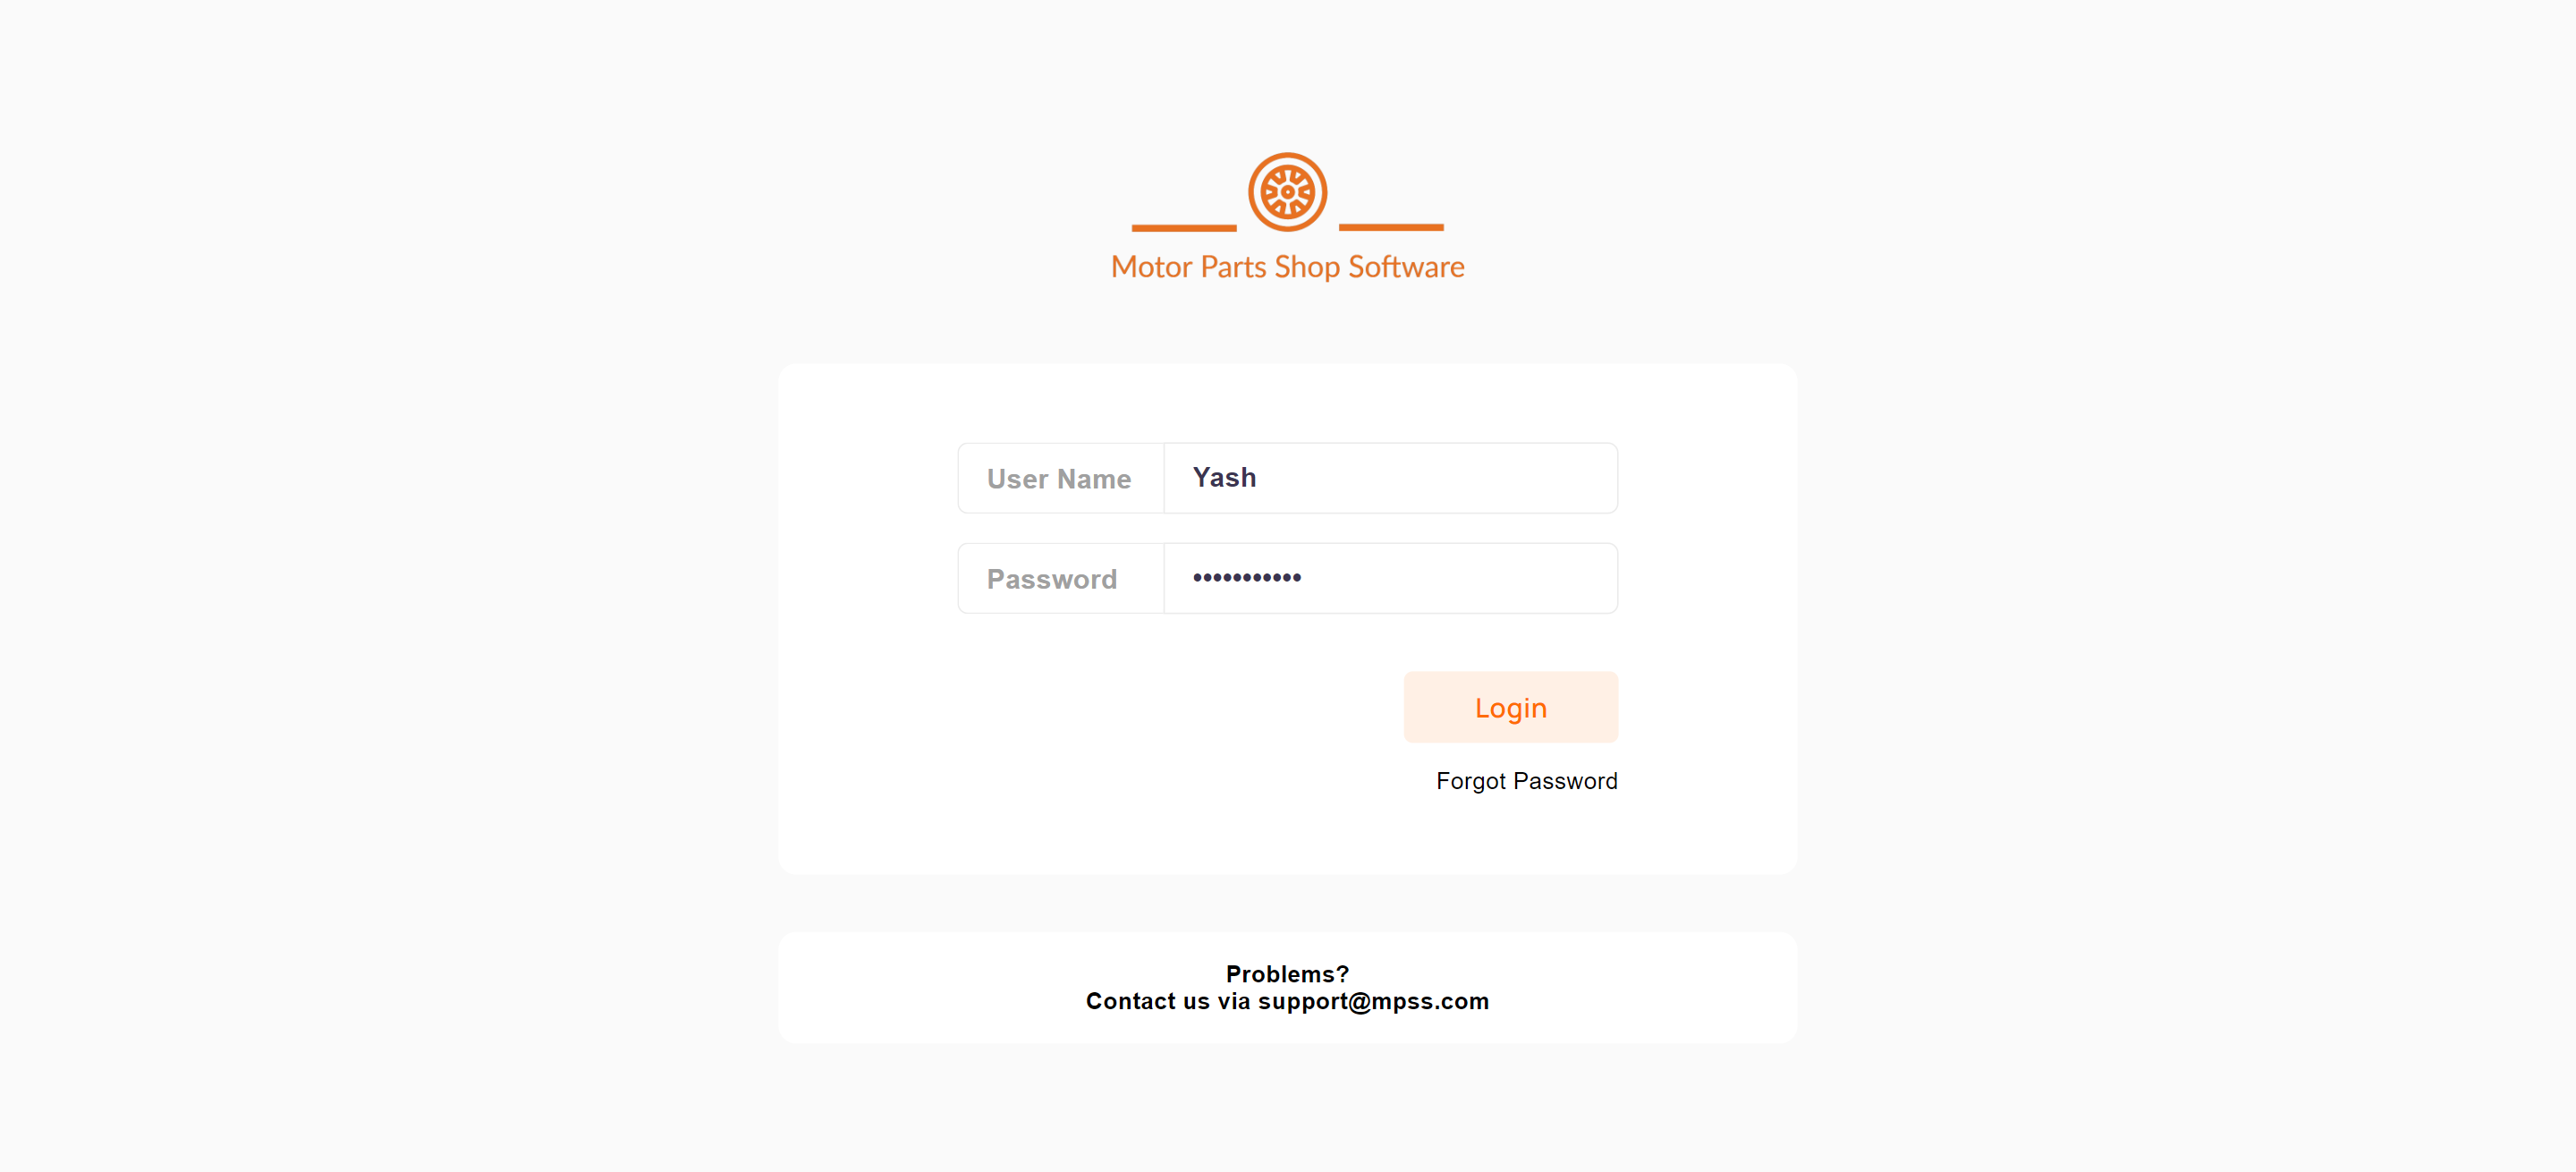 Motor Parts Shop Software
User Name
Yash
Password
•••••••••••
Login
Forgot Password
Problems?
Contact us via support@mpss.com